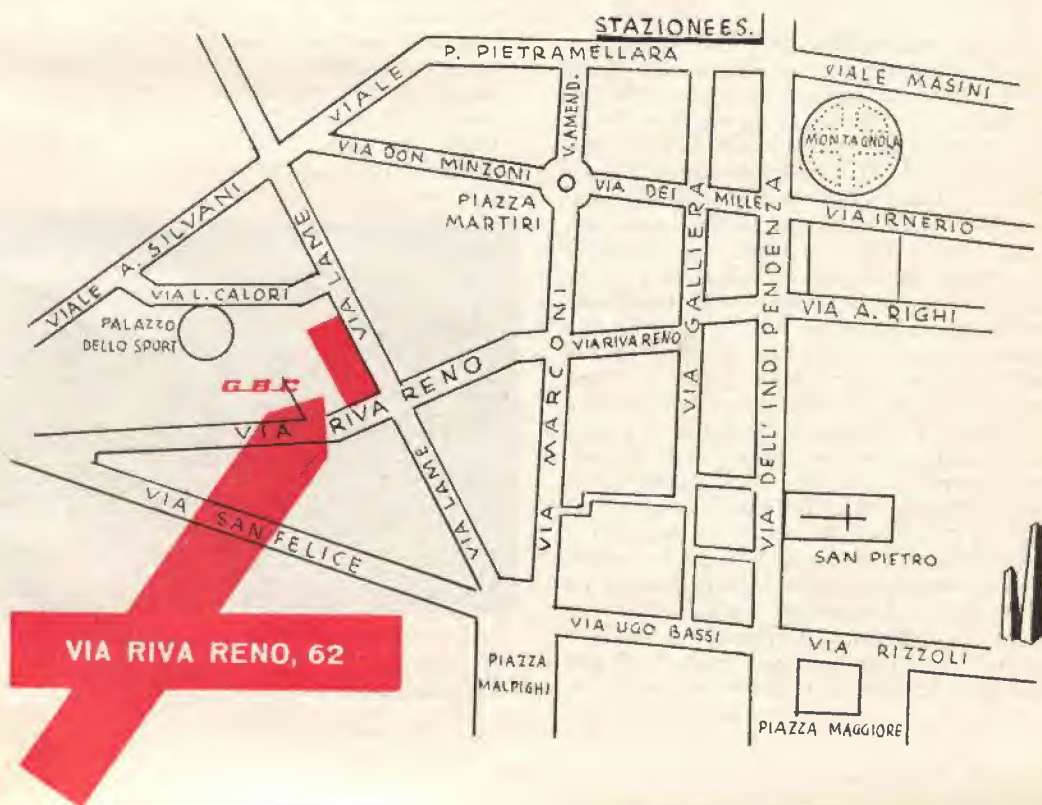 STAZIONE ES.
P. PIETRAMELLARA
VIALE
VIALE MASINI
V. AMEND.
MONTAGNOLA
VIA DON MINZONI
VIA DEI MILLE
PIAZZA
MARTIRI
VIA IRNERIO
VIALE A. SILVANI
VIA LAME
VIA L. CALORI
VIA GALLIERA
VIA DELL' INDIPENDENZA
VIA A. RIGHI
PALAZZO
DELLO SPORT
VIA LAME
VIA RIVA RENO
VIA MARCONI
G.B.C
VIA RIVA RENO
VIA LAME
VIA SAN FELICE
SAN PIETRO
VIA UGO BASSI
VIA RIZZOLI
VIA RIVA RENO, 62
PIAZZA
MALPIGHI
PIAZZA MAGGIORE